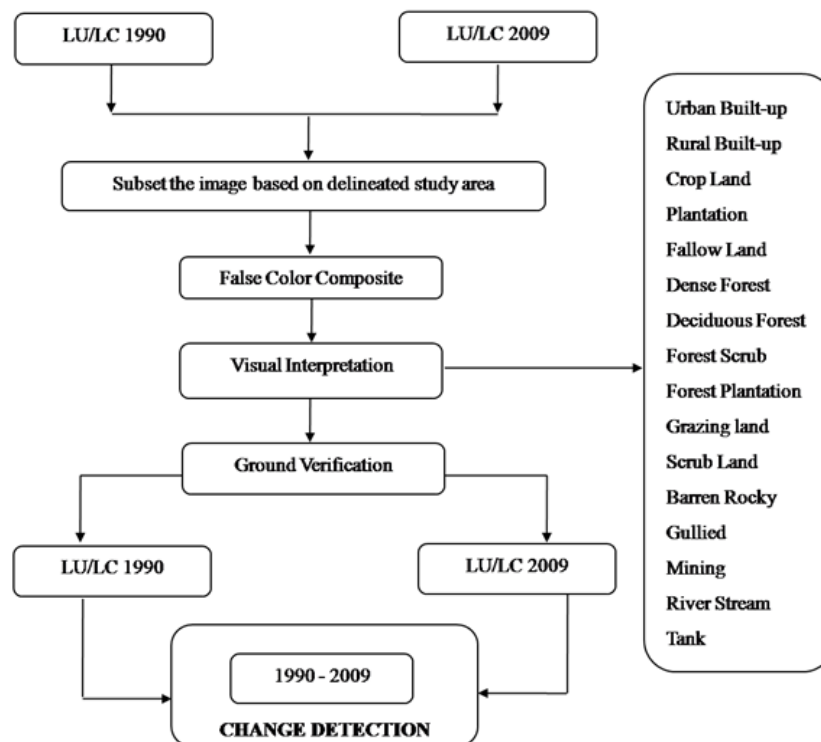 LU/LC 1990
LU/LC 2009
Subset the image based on delineated study area
False Color Composite
Visual Interpretation
Ground Verification
LU/LC 1990
LU/LC 2009
1990 - 2009
CHANGE DETECTION
Urban Built-up
Rural Built-up
Crop Land
Plantation
Fallow Land
Dense Forest
Deciduous Forest
Forest Scrub
Forest Plantation
Grazing land
Scrub Land
Barren Rocky
Gullied
Mining
River Stream
Tank